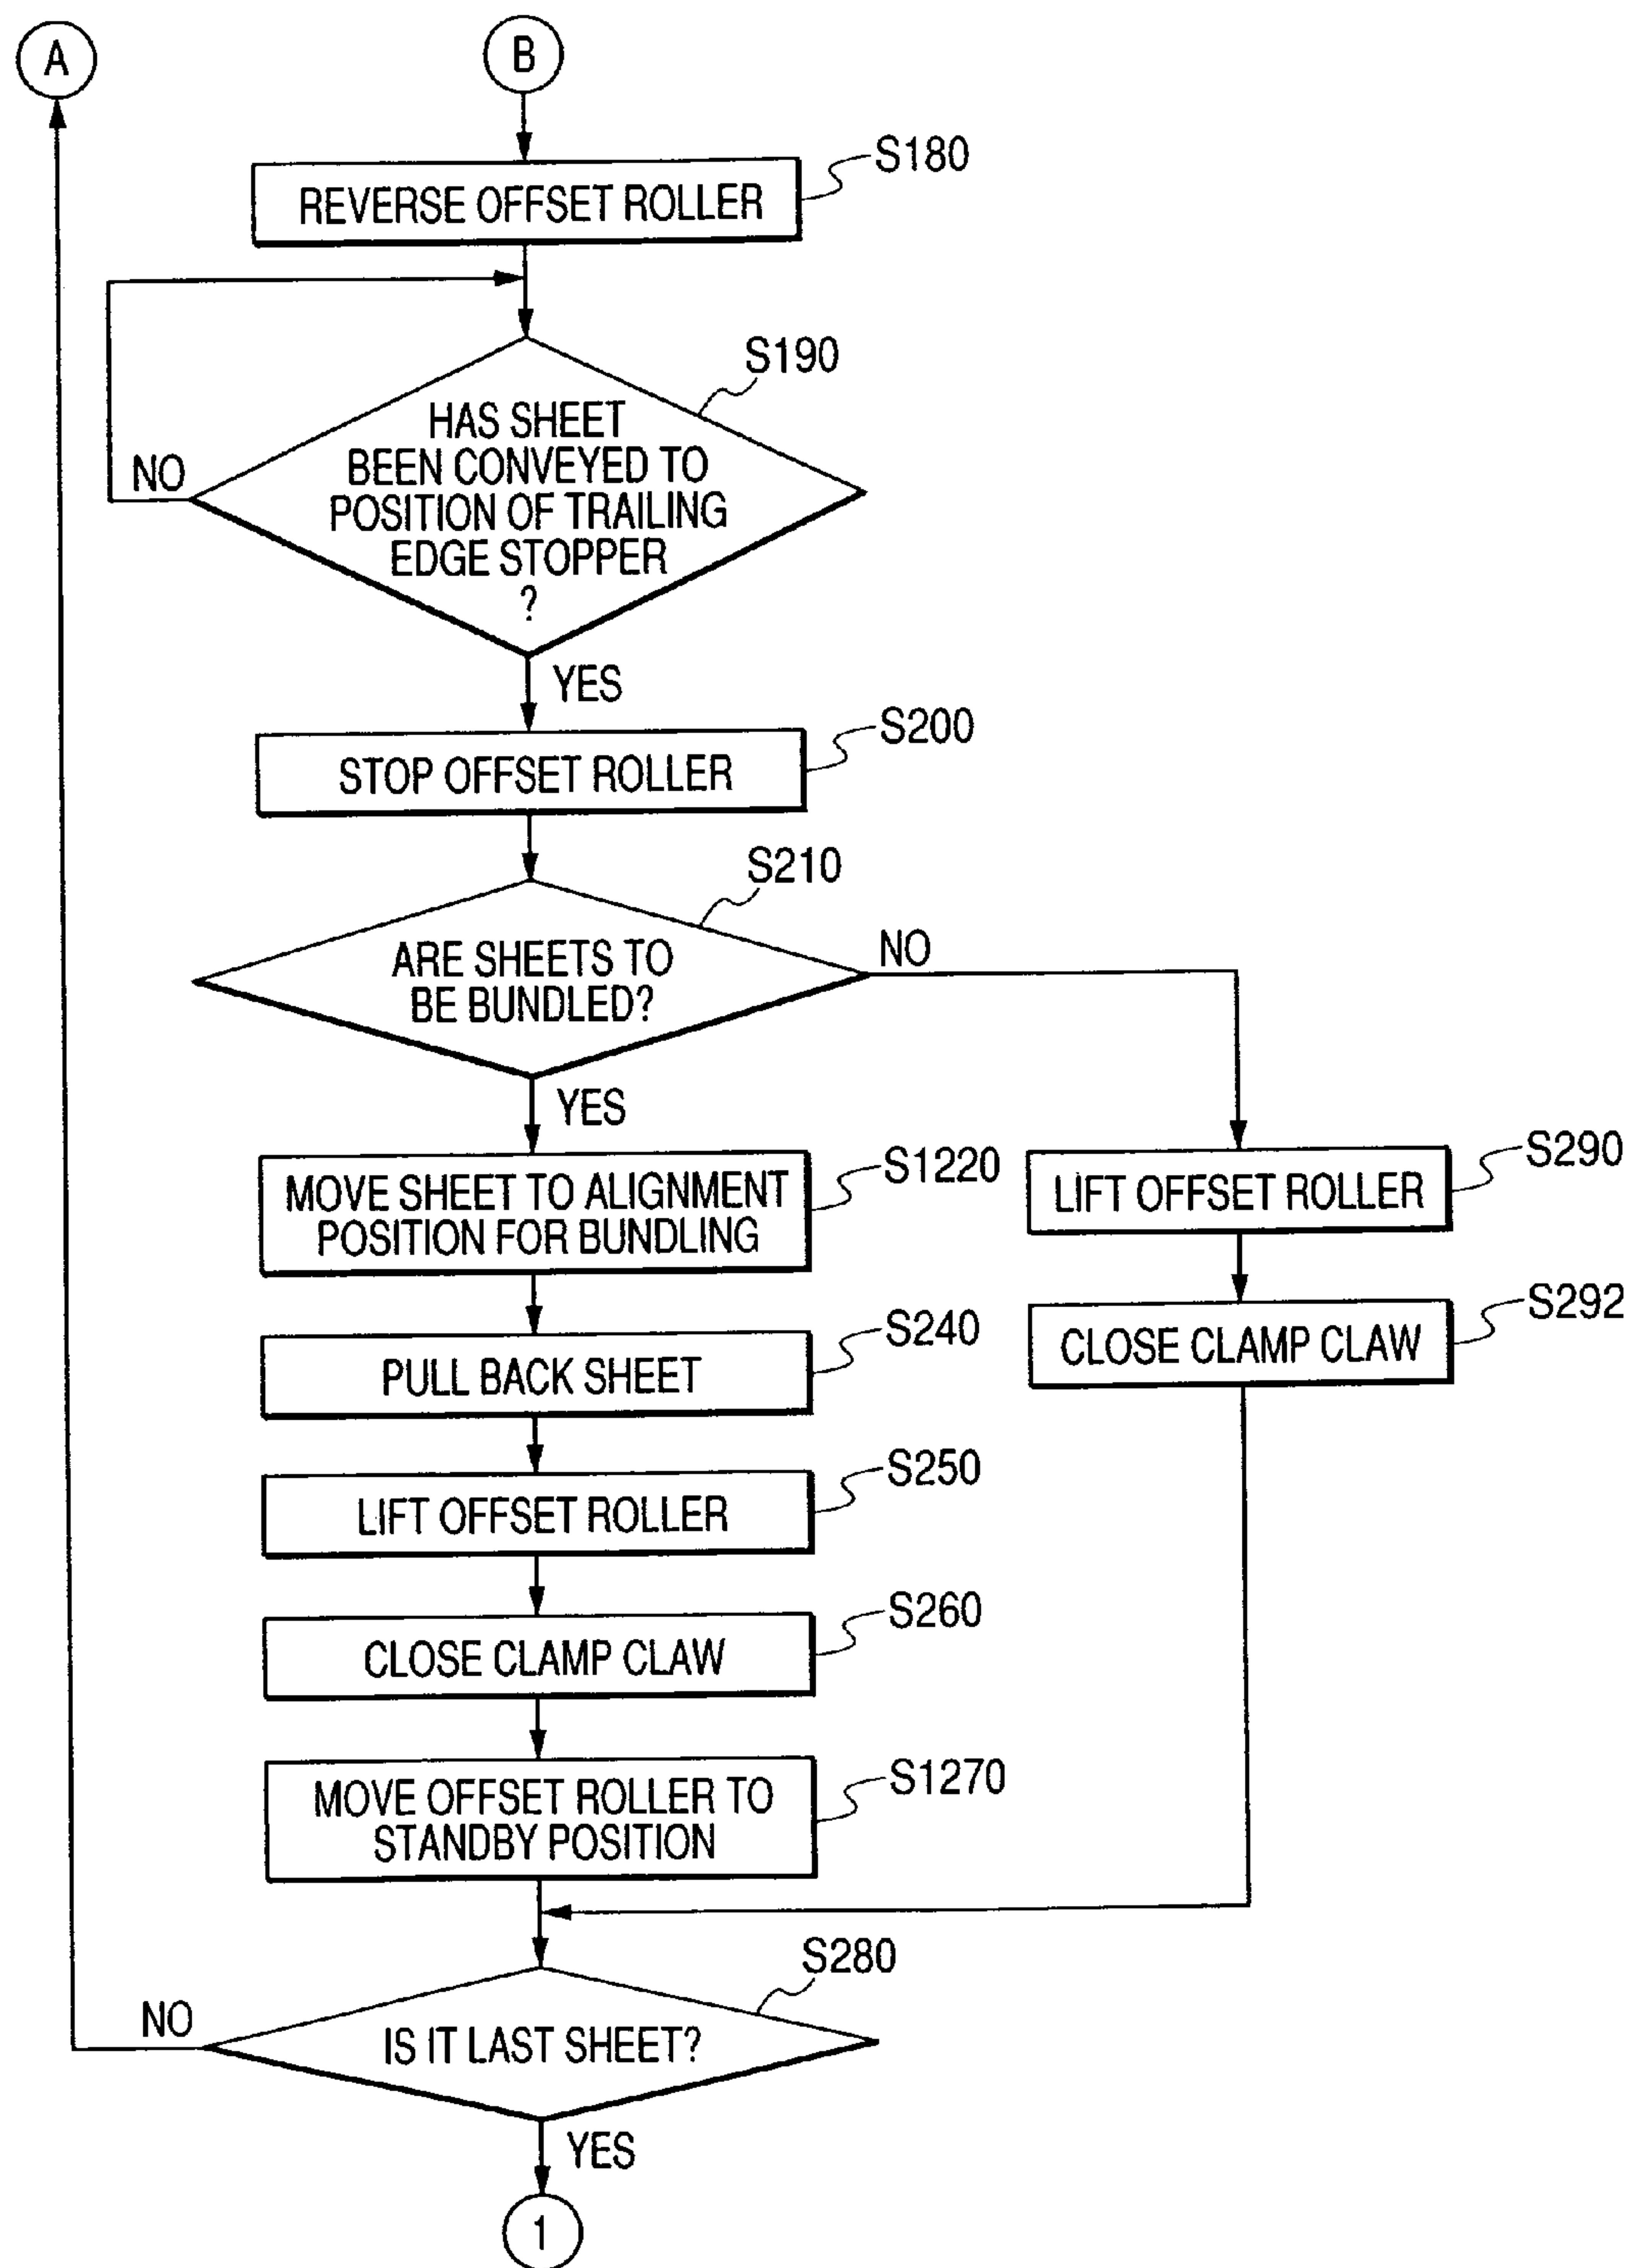 A
B
S180
REVERSE OFFSET ROLLER
S190
HAS SHEET
BEEN CONVEYED TO
POSITION OF TRAILING
EDGE STOPPER
?
NO
YES
S200
STOP OFFSET ROLLER
S210
ARE SHEETS TO
BE BUNDLED?
NO
YES
S1220
MOVE SHEET TO ALIGNMENT
POSITION FOR BUNDLING
S290
LIFT OFFSET ROLLER
S240
PULL BACK SHEET
S292
CLOSE CLAMP CLAW
S250
LIFT OFFSET ROLLER
S260
CLOSE CLAMP CLAW
S1270
MOVE OFFSET ROLLER TO
STANDBY POSITION
S280
IS IT LAST SHEET?
NO
YES
1